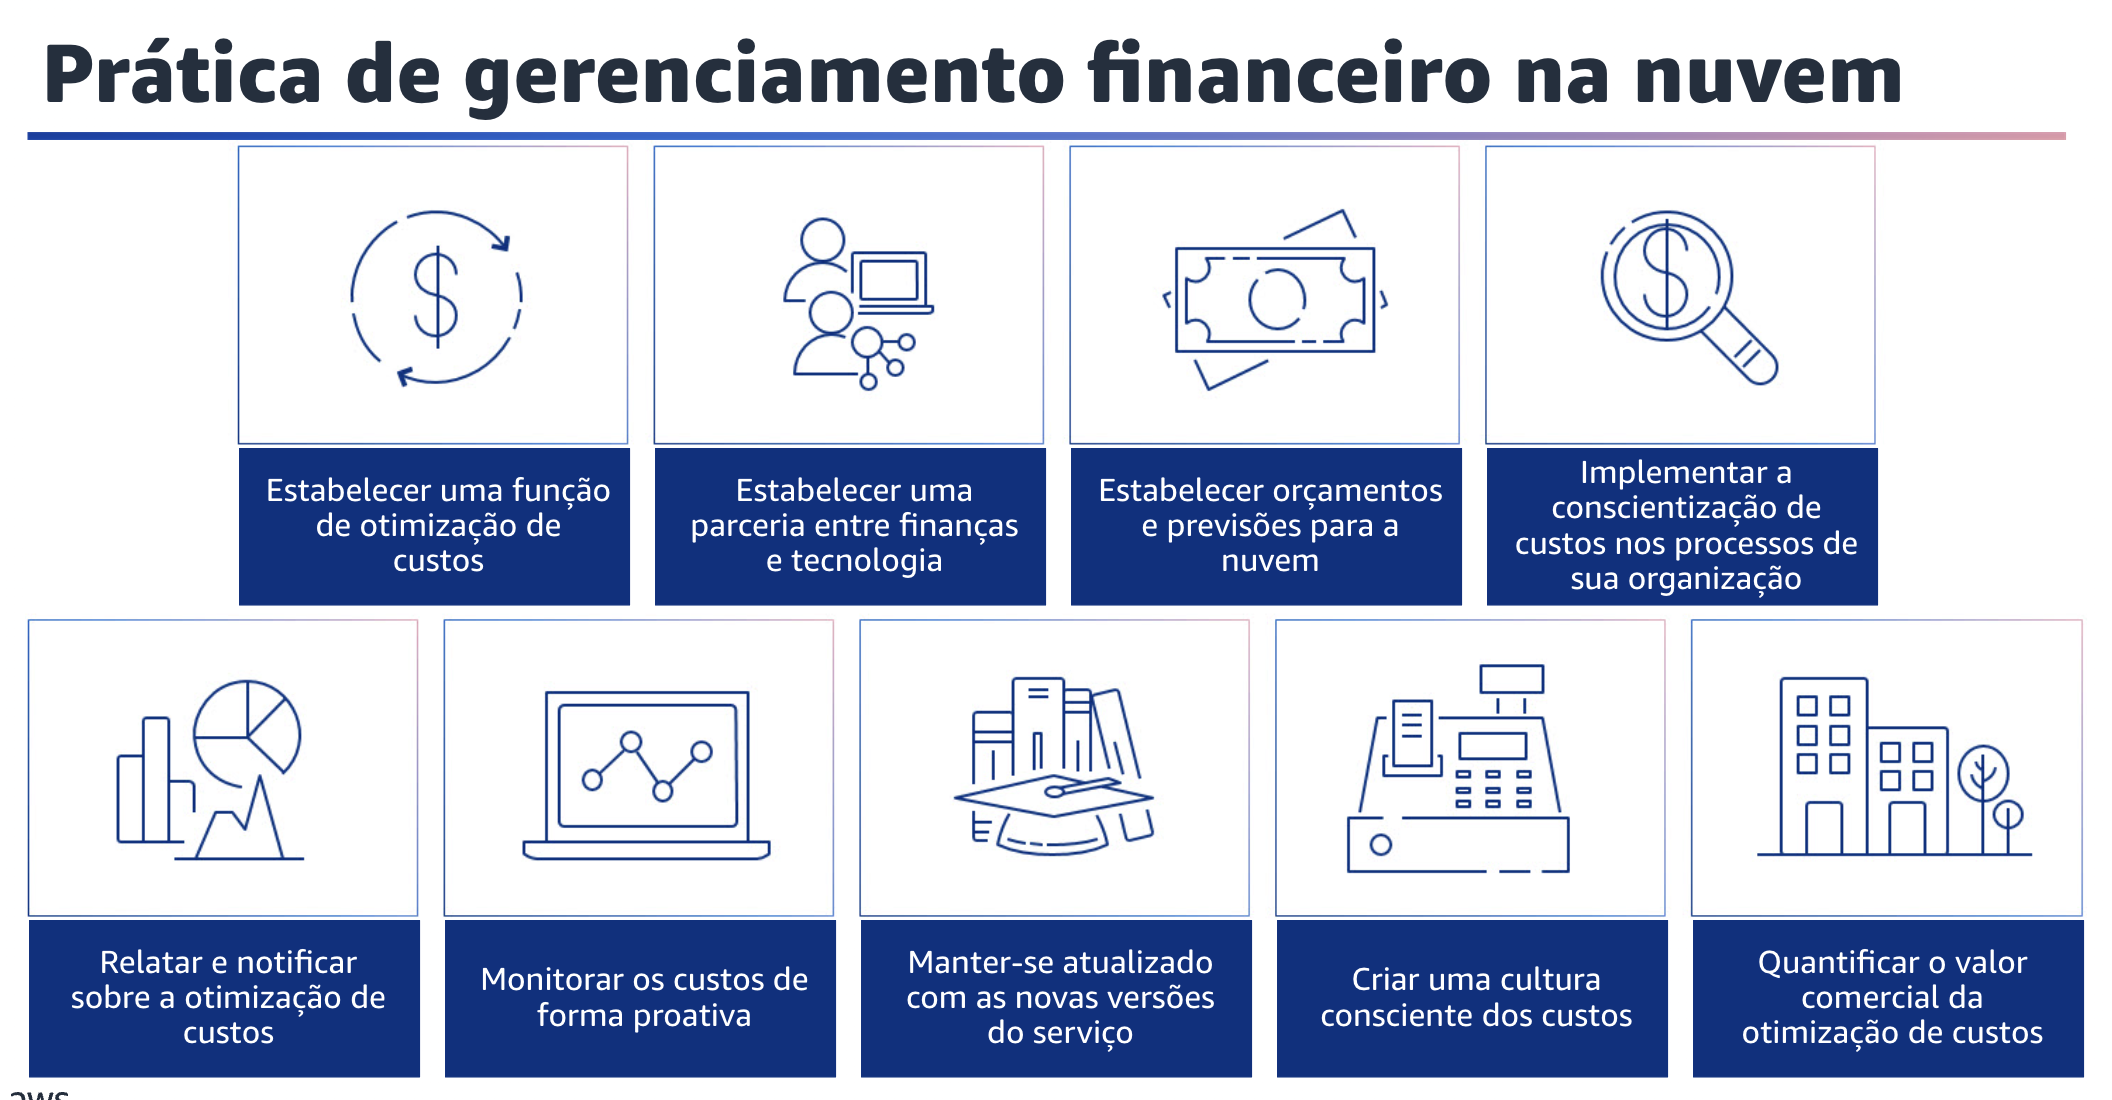 Prática de gerenciamento financeiro na nuvem
Estabelecer uma função
de otimização de
custos
Estabelecer uma
parceria entre finanças
e tecnologia
Estabelecer orçamentos
e previsões para a
nuvem
Implementar a
conscientização de
custos nos processos de
sua organização
Relatar e notificar
sobre a otimização de
custos
Monitorar os custos de
forma proativa
Manter-se atualizado
com as novas versões
do serviço
Criar uma cultura
consciente dos custos
Quantificar o valor
comercial da
otimização de custos
aws